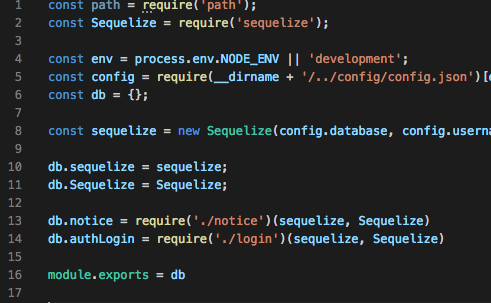 1 const path = require('path');
2 const Sequelize = require('sequelize');
3
4 const env = process.env.NODE_ENV || 'development';
5 const config = require(__dirname + '/../config/config.json')[
6 const db = {};
7
8 const sequelize = new Sequelize(config.database, config.userna
9
10 db.sequelize = sequelize;
11 db.Sequelize = Sequelize;
12
13 db.notice = require('./notice')(sequelize, Sequelize)
14 db.authLogin = require('./login')(sequelize, Sequelize)
15
16 module.exports = db
17